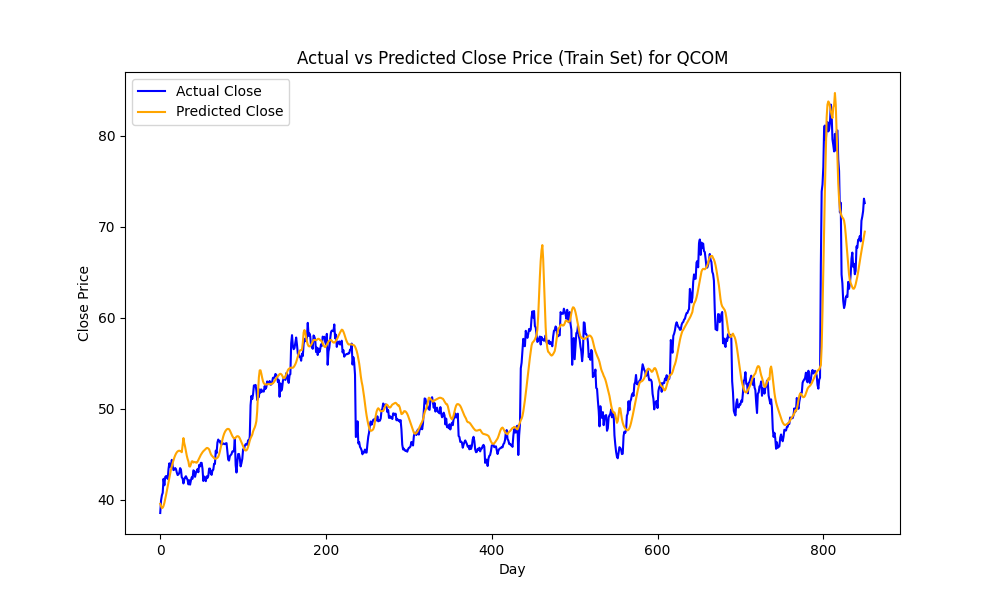 Actual vs Predicted Close Price (Train Set) for QCOM
Actual Close
Predicted Close
Close Price
80
70
60
50
40
0 200 400 600 800
Day